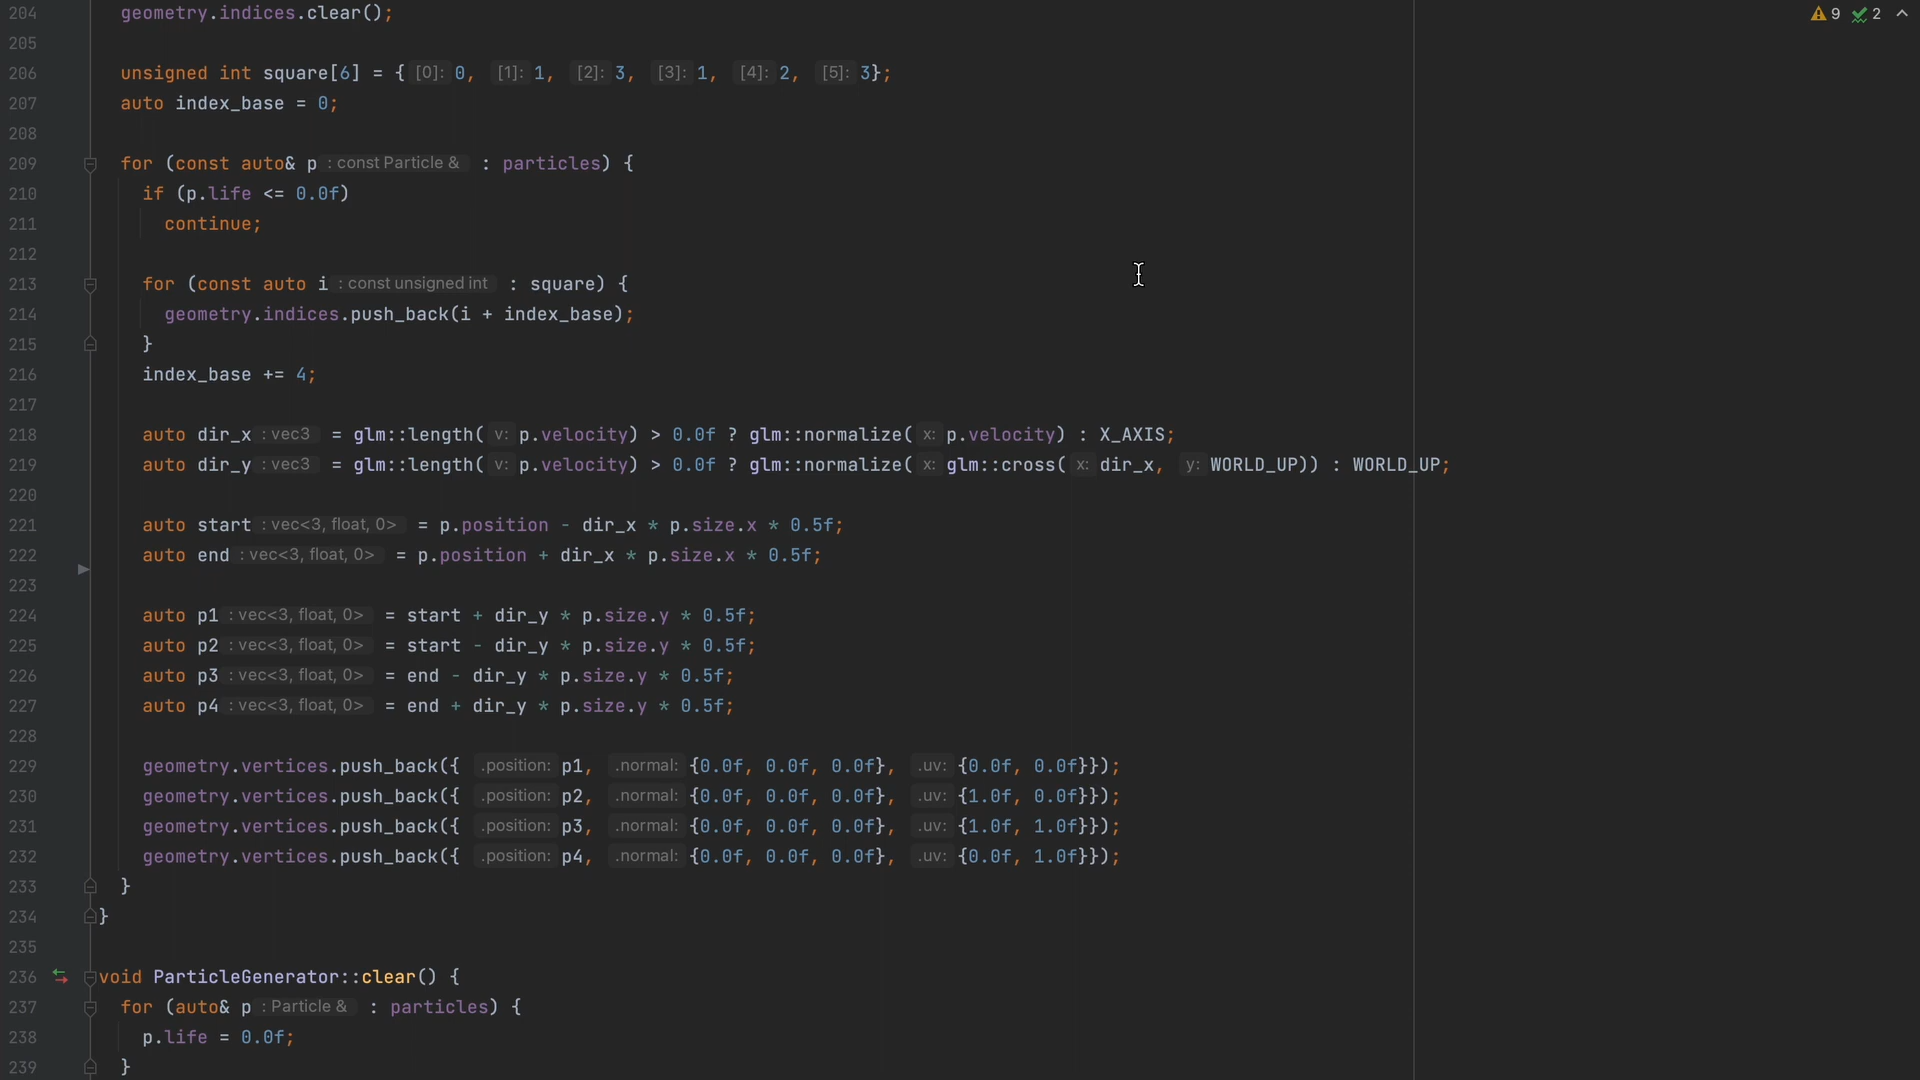 9 2
204 geometry.indices.clear();
205
206 unsigned int square[6] = { [0]: 0, [1]: 1, [2]: 3, [3]: 1, [4]: 2, [5]: 3};
207 auto index_base = 0;
208
209 for (const auto& p : const Particle & : particles) {
210 if (p.life <= 0.0f)
211 continue;
212
213 for (const auto i : const unsigned int : square) {
214 geometry.indices.push_back(i + index_base);
215 }
216 index_base += 4;
217
218 auto dir_x : vec3 = glm::length( v: p.velocity) > 0.0f ? glm::normalize( x: p.velocity) : X_AXIS;
219 auto dir_y : vec3 = glm::length( v: p.velocity) > 0.0f ? glm::normalize( x: glm::cross( x: dir_x, y: WORLD_UP)) : WORLD_UP;
220
221 auto start : vec<3, float, 0> = p.position - dir_x * p.size.x * 0.5f;
222 auto end : vec<3, float, 0> = p.position + dir_x * p.size.x * 0.5f;
223
224 auto p1 : vec<3, float, 0> = start + dir_y * p.size.y * 0.5f;
225 auto p2 : vec<3, float, 0> = start - dir_y * p.size.y * 0.5f;
226 auto p3 : vec<3, float, 0> = end - dir_y * p.size.y * 0.5f;
227 auto p4 : vec<3, float, 0> = end + dir_y * p.size.y * 0.5f;
228
229 geometry.vertices.push_back({ .position: p1, .normal: {0.0f, 0.0f, 0.0f}, .uv: {0.0f, 0.0f}});
230 geometry.vertices.push_back({ .position: p2, .normal: {0.0f, 0.0f, 0.0f}, .uv: {1.0f, 0.0f}});
231 geometry.vertices.push_back({ .position: p3, .normal: {0.0f, 0.0f, 0.0f}, .uv: {1.0f, 1.0f}});
232 geometry.vertices.push_back({ .position: p4, .normal: {0.0f, 0.0f, 0.0f}, .uv: {0.0f, 1.0f}});
233 }
234 }
235
236 void ParticleGenerator::clear() {
237 for (auto& p : Particle & : particles) {
238 p.life = 0.0f;
239 }